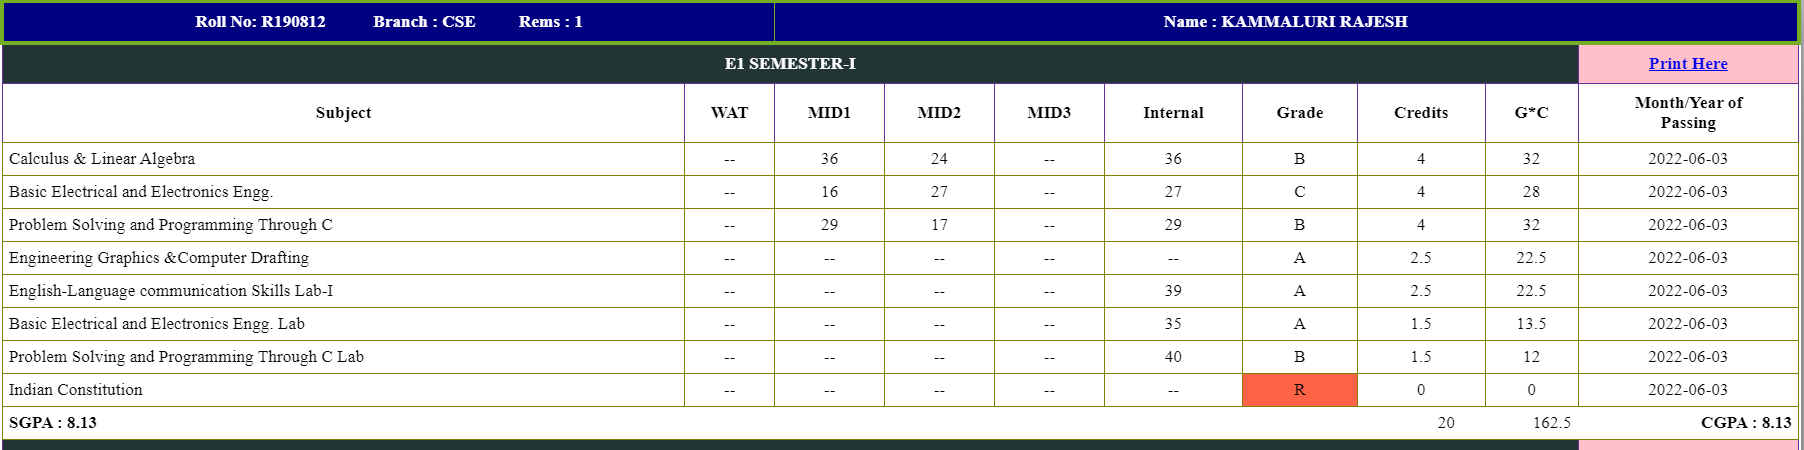 Roll No: R190812 Branch : CSE Rems : 1 Name : KAMMALURI RAJESH
E1 SEMESTER-I Print Here
Subject WAT MID1 MID2 MID3 Internal Grade Credits G*C Month/Year of
Passing
Calculus & Linear Algebra -- 36 24 -- 36 B 4 32 2022-06-03
Basic Electrical and Electronics Engg. -- 16 27 -- 27 C 4 28 2022-06-03
Problem Solving and Programming Through C -- 29 17 -- 29 B 4 32 2022-06-03
Engineering Graphics &Computer Drafting -- -- -- -- -- A 2.5 22.5 2022-06-03
English-Language communication Skills Lab-I -- -- -- -- 39 A 2.5 22.5 2022-06-03
Basic Electrical and Electronics Engg. Lab -- -- -- -- 35 A 1.5 13.5 2022-06-03
Problem Solving and Programming Through C Lab -- -- -- -- 40 B 1.5 12 2022-06-03
Indian Constitution -- -- -- -- -- R 0 0 2022-06-03
SGPA : 8.13 20 162.5 CGPA : 8.13